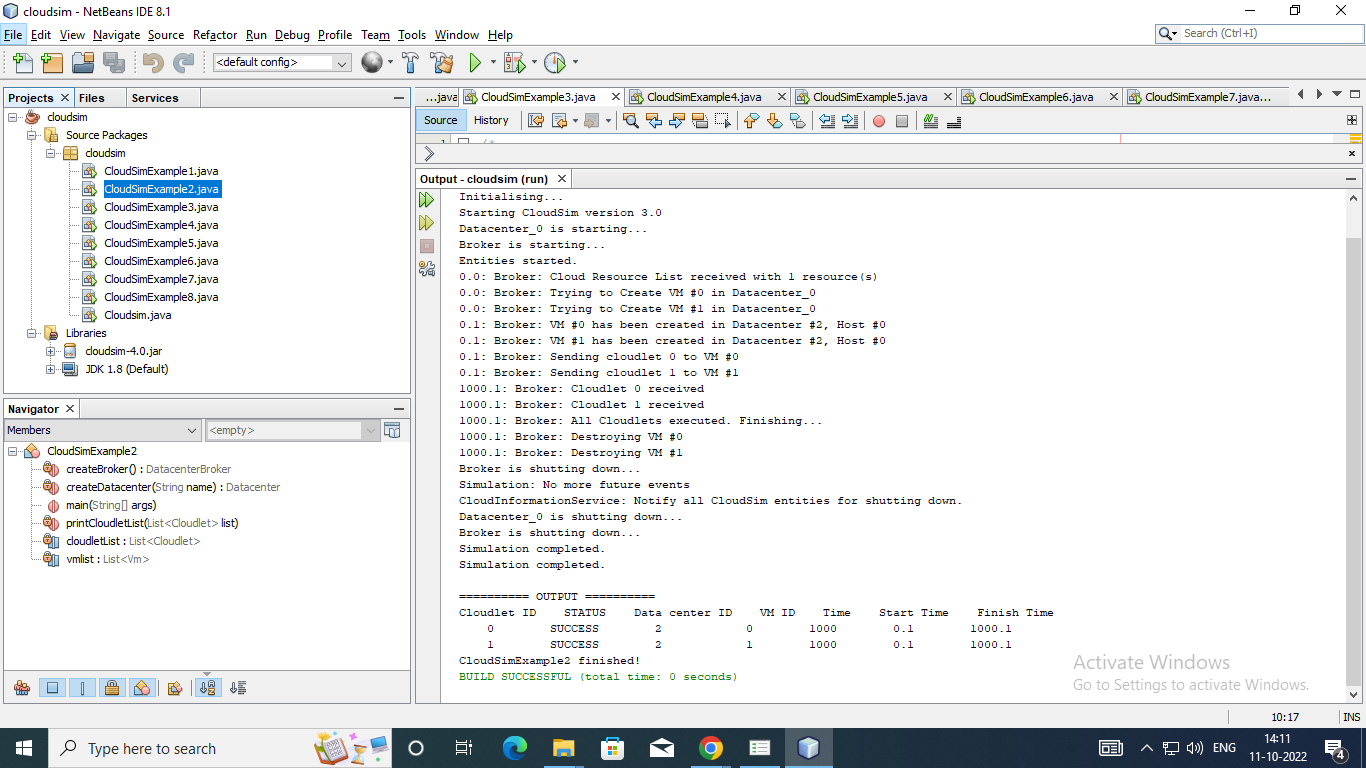 cloudsim - NetBeans IDE 8.1
File Edit View Navigate Source Refactor Run Debug Profile Team Tools Window Help
Search (Ctrl+I)
<default config>
Projects Files Services
cloudsim
Source Packages
cloudsim
CloudSimExample1.java
CloudSimExample2.java
CloudSimExample3.java
CloudSimExample4.java
CloudSimExample5.java
CloudSimExample6.java
CloudSimExample7.java
CloudSimExample8.java
Cloudsim.java
Libraries
cloudsim-4.0.jar
JDK 1.8 (Default)
Navigator
Members <empty>
CloudSimExample2
createBroker() : DatacenterBroker
createDatacenter(String name) : Datacenter
main(String[] args)
printCloudletList(List<Cloudlet> list)
cloudletList : List<Cloudlet>
vmlist : List<Vm>
...java CloudSimExample3.java CloudSimExample4.java CloudSimExample5.java CloudSimExample6.java CloudSimExample7.java...
Source History
Output - cloudsim (run)
Initialising...
Starting CloudSim version 3.0
Datacenter_0 is starting...
Broker is starting...
Entities started.
0.0: Broker: Cloud Resource List received with 1 resource(s)
0.0: Broker: Trying to Create VM #0 in Datacenter_0
0.0: Broker: Trying to Create VM #1 in Datacenter_0
0.1: Broker: VM #0 has been created in Datacenter #2, Host #0
0.1: Broker: VM #1 has been created in Datacenter #2, Host #0
0.1: Broker: Sending cloudlet 0 to VM #0
0.1: Broker: Sending cloudlet 1 to VM #1
1000.1: Broker: Cloudlet 0 received
1000.1: Broker: Cloudlet 1 received
1000.1: Broker: All Cloudlets executed. Finishing...
1000.1: Broker: Destroying VM #0
1000.1: Broker: Destroying VM #1
Broker is shutting down...
Simulation: No more future events
CloudInformationService: Notify all CloudSim entities for shutting down.
Datacenter_0 is shutting down...
Broker is shutting down...
Simulation completed.
Simulation completed.
========== OUTPUT ==========
Cloudlet ID STATUS Data center ID VM ID Time Start Time Finish Time
0 SUCCESS 2 0 1000 0.1 1000.1
1 SUCCESS 2 1 1000 0.1 1000.1
CloudSimExample2 finished!
BUILD SUCCESSFUL (total time: 0 seconds)
Activate Windows
Go to Settings to activate Windows.
10:17 INS
Type here to search
ENG
14:11
11-10-2022
4